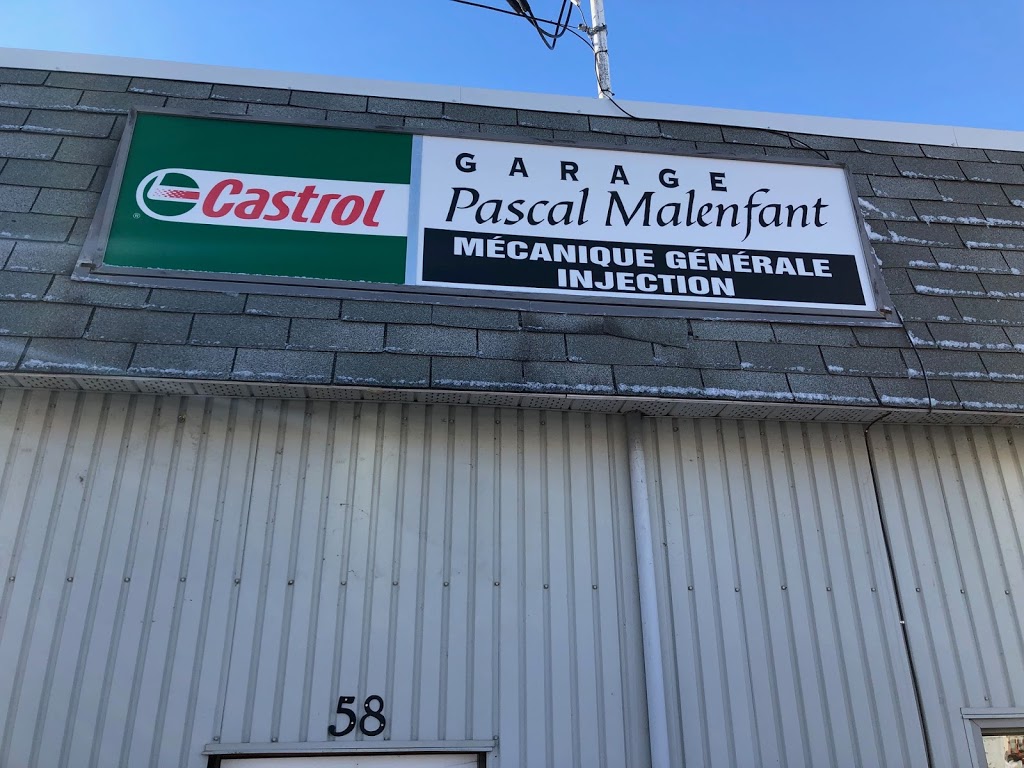 Castrol
GARAGE
Pascal Malenfant
MÉCANIQUE GÉNÉRALE
INJECTION
58